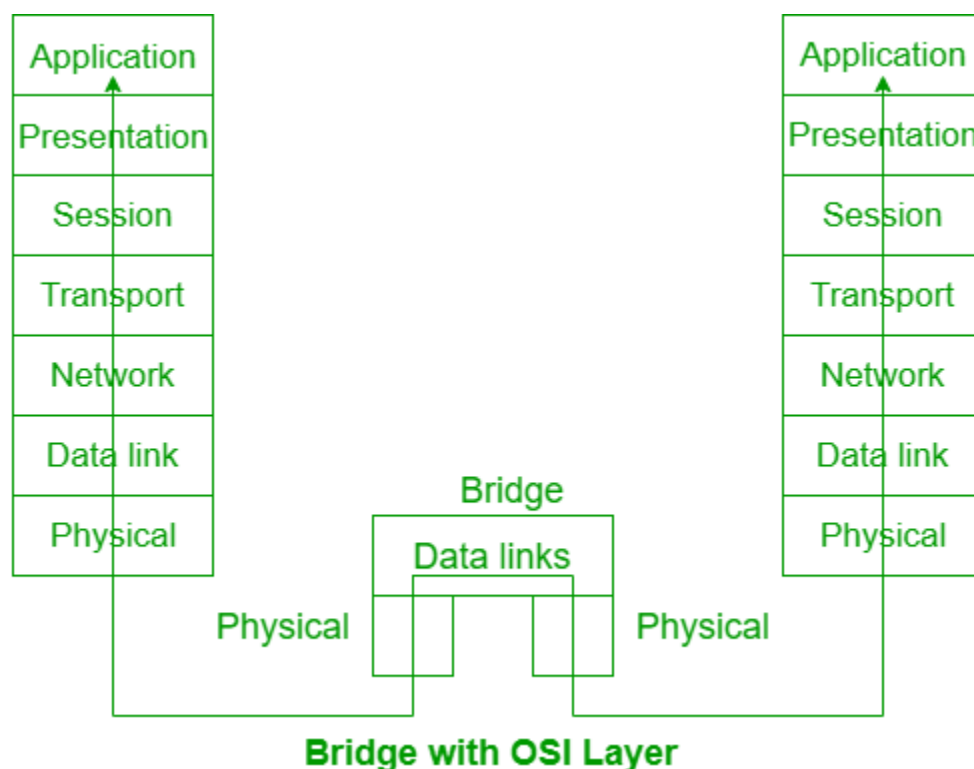 Application
Presentation
Session
Transport
Network
Data link
Physical
Bridge
Data links
Physical
Physical
Application
Presentation
Session
Transport
Network
Data link
Physical
Bridge with OSI Layer